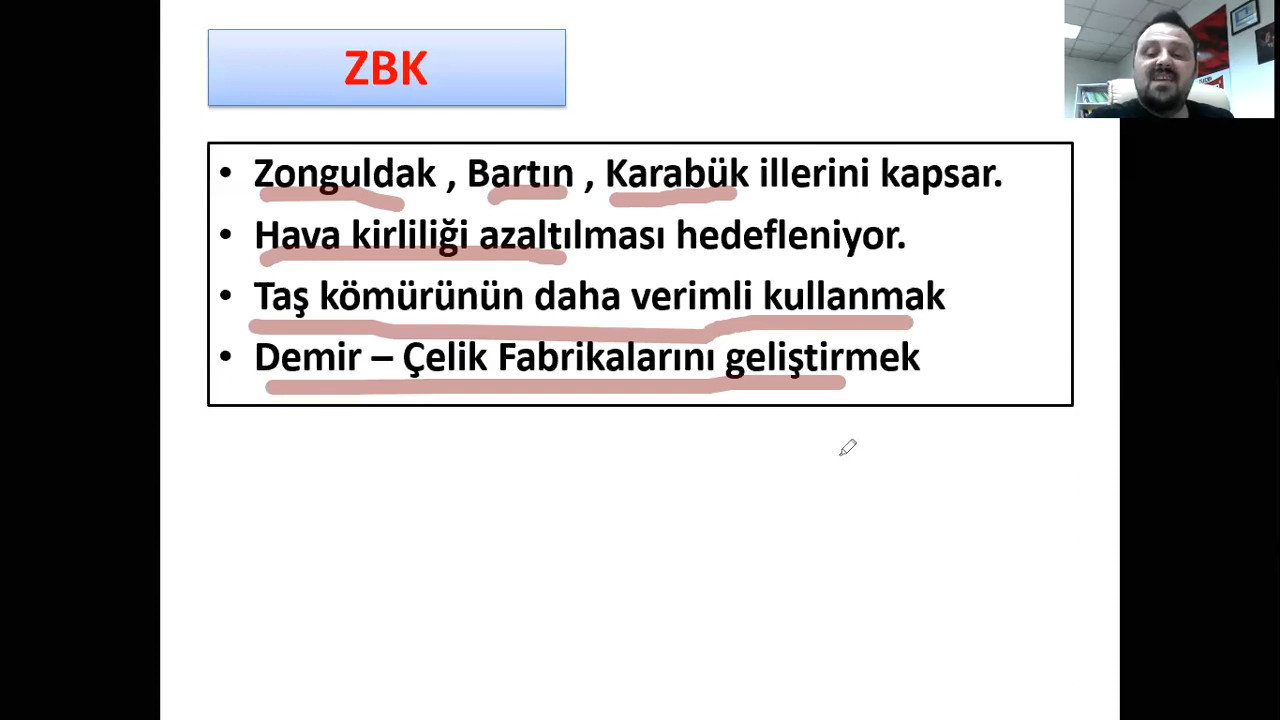 ZBK
• Zonguldak , Bartın , Karabük illerini kapsar.
• Hava kirliliği azaltılması hedefleniyor.
• Taş kömürünün daha verimli kullanmak
• Demir – Çelik Fabrikalarını geliştirmek